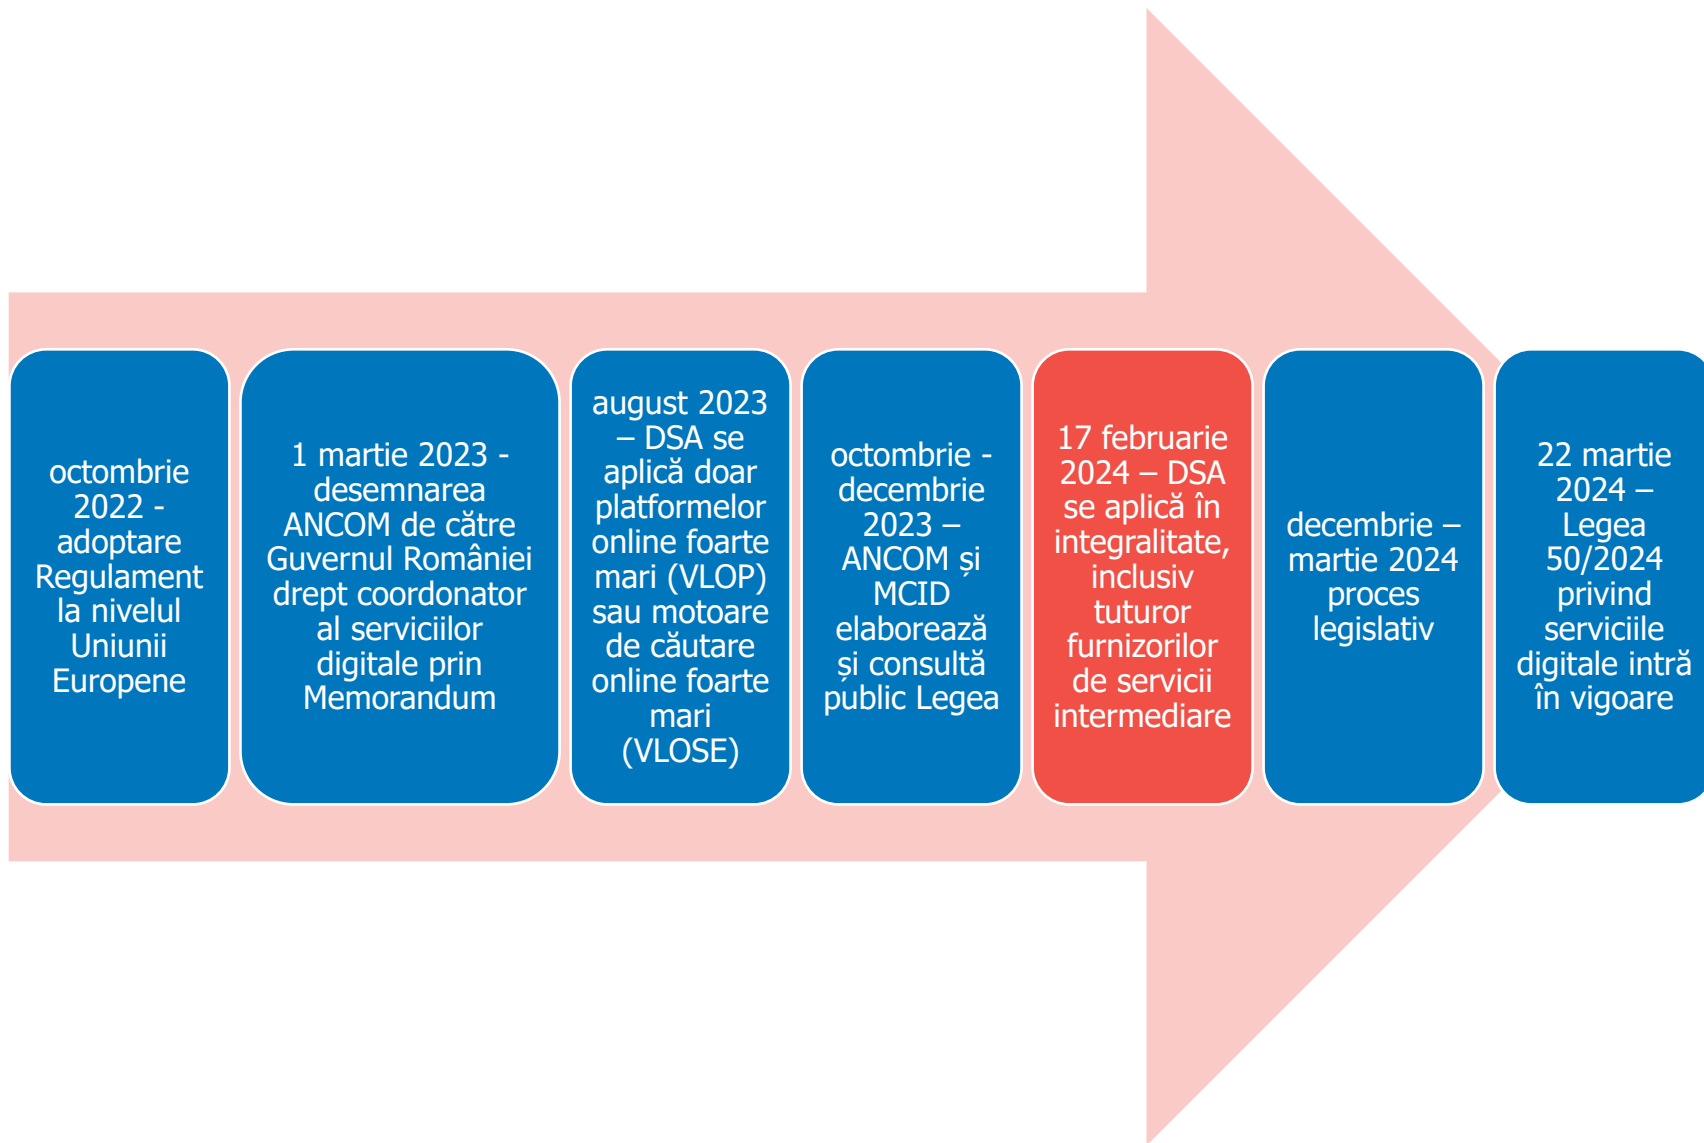 octombrie
2022 -
adoptare
Regulament
la nivelul
Uniunii
Europene
1 martie 2023 -
desemnarea
ANCOM de către
Guvernul României
drept coordonator
al serviciilor
digitale prin
Memorandum
august 2023
– DSA se
aplică doar
platformelor
online foarte
mari (VLOP)
sau motoare
de căutare
online foarte
mari
(VLOSE)
octombrie -
decembrie
2023 –
ANCOM și
MCID
elaborează
și consultă
public Legea
17 februarie
2024 – DSA
se aplică în
integralitate,
inclusiv
tuturor
furnizorilor
de servicii
intermediare
decembrie –
martie 2024
proces
legislativ
22 martie
2024 –
Legea
50/2024
privind
serviciile
digitale intră
în vigoare